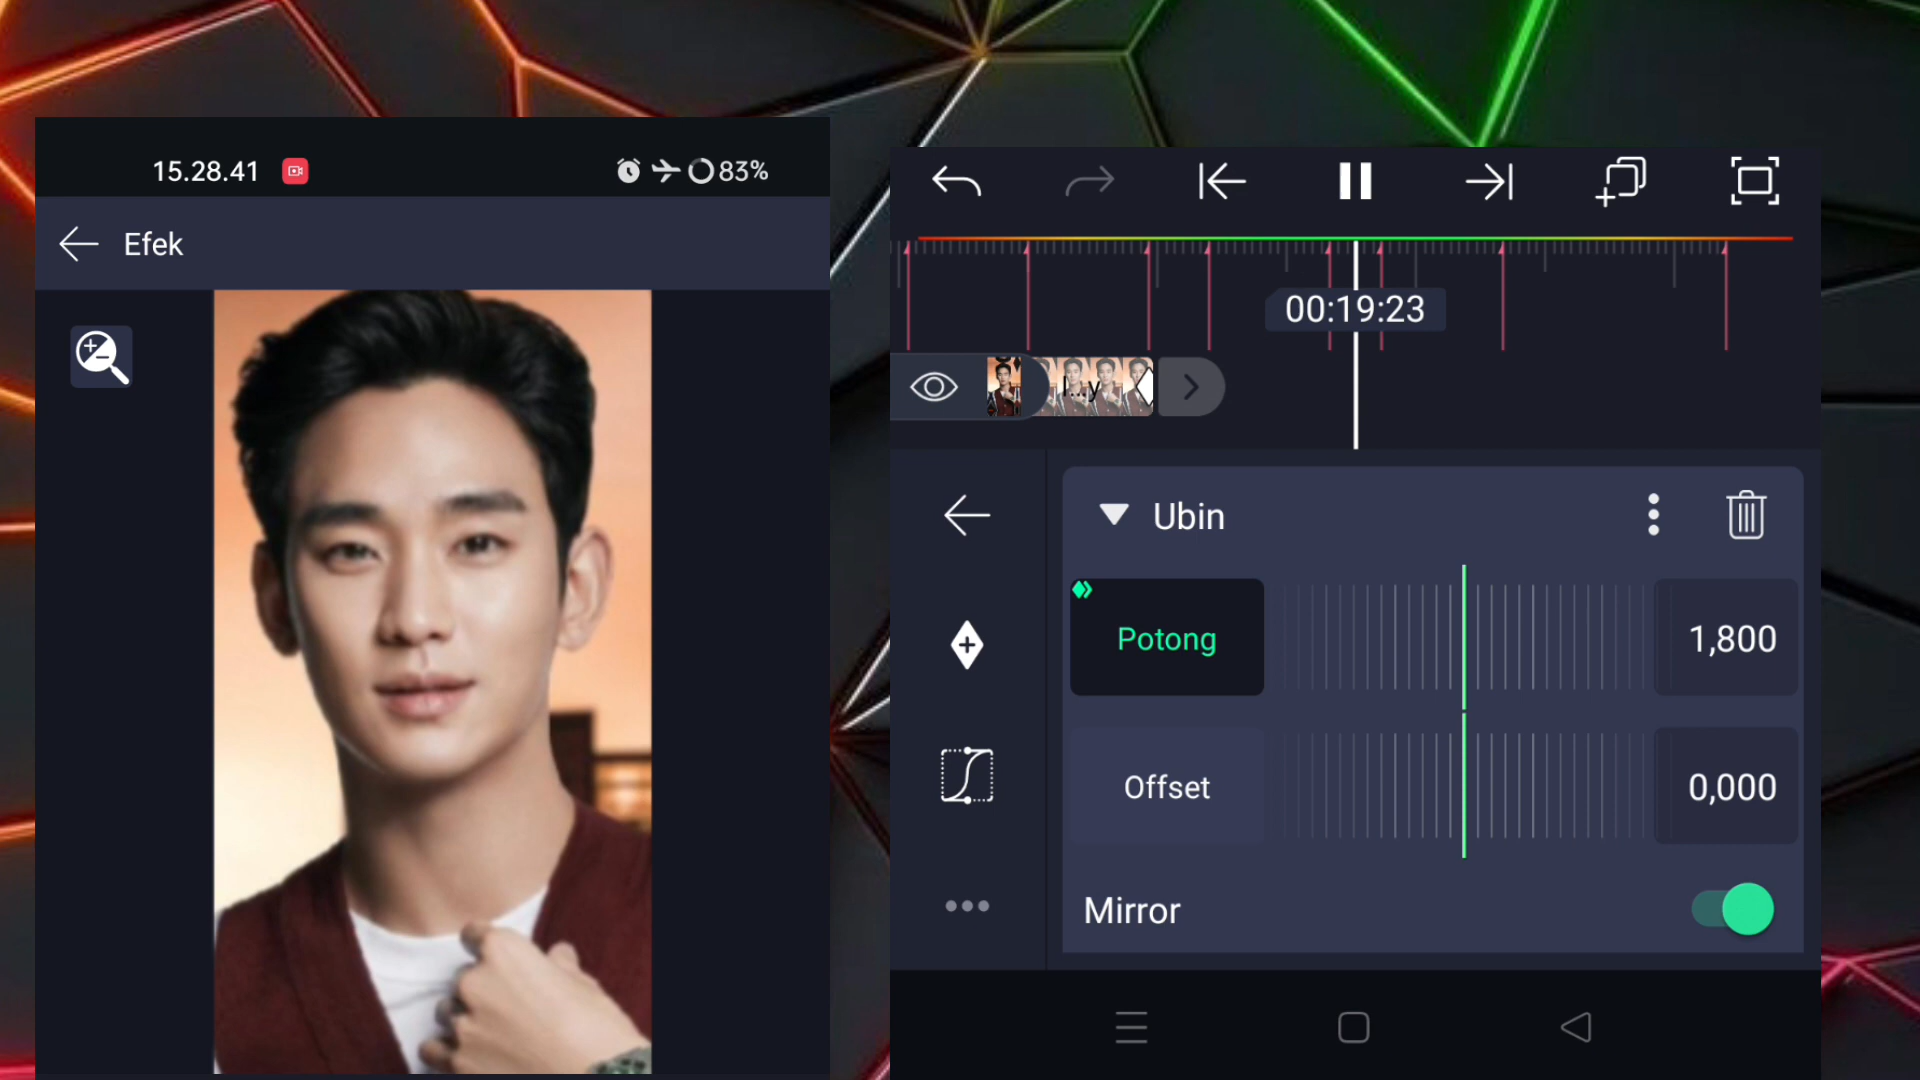 15.28.41
83%
Efek
00:19:23
Ubin
Potong
1,800
Offset
0,000
Mirror